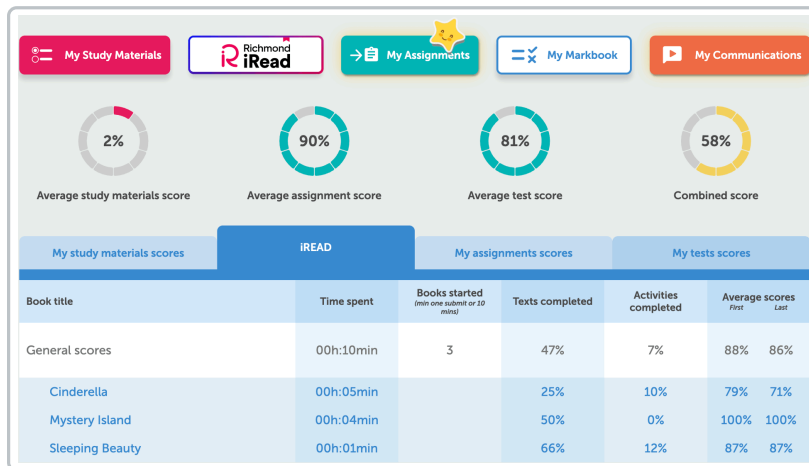 My Study Materials
Richmond
iRead
My Assignments
My Markbook
My Communications
2%
90%
81%
58%
Average study materials score
Average assignment score
Average test score
Combined score
My study materials scores
iREAD
My assignments scores
My tests scores
Book title
Time spent
Books started
(min one submit or 10
mins)
Texts completed
Activities
completed
Average scores
First Last
General scores 00h:10min 3 47% 7% 88% 86%
Cinderella 00h:05min 25% 10% 79% 71%
Mystery Island 00h:04min 50% 0% 100% 100%
Sleeping Beauty 00h:01min 66% 12% 87% 87%